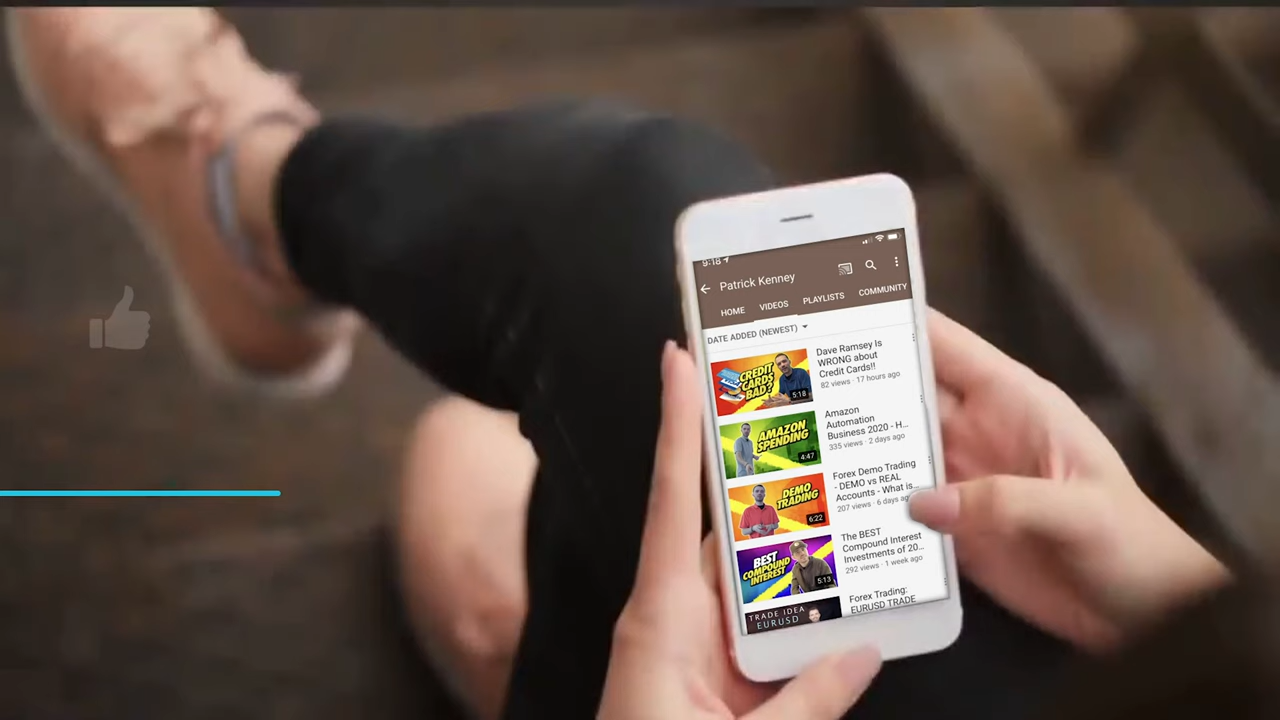 9:18
Patrick Kenney
HOME VIDEOS PLAYLISTS COMMUNITY
DATE ADDED (NEWEST)
CREDIT
CARDS
BAD?
5:18
Dave Ramsey Is
WRONG about
Credit Cards!!
82 views · 17 hours ago
AMAZON
SPENDING
4:47
Amazon
Automation
Business 2020 - H...
335 views · 2 days ago
DEMO
TRADING
6:22
Forex Demo Trading
- DEMO vs REAL
Accounts - What is...
207 views · 6 days ag
BEST
COMPOUND
INTEREST
5:13
The BEST
Compound Interest
Investments of 20...
292 views · 1 week ago
TRADE IDEA
EURUSD
Forex Trading:
EURUSD TRADE